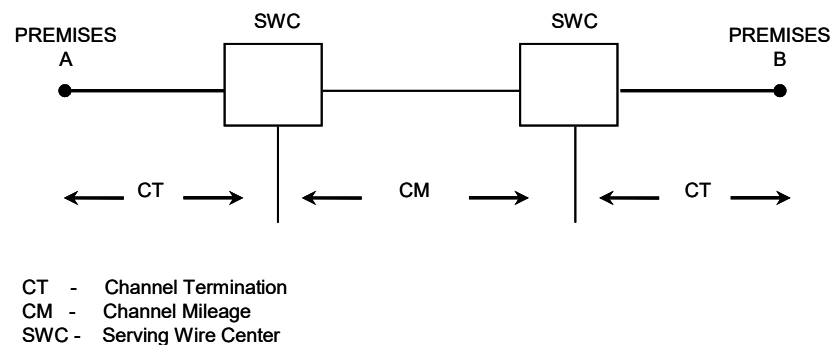 SWC SWC
PREMISES PREMISES
A B
CT CM CT
CT - Channel Termination
CM - Channel Mileage
SWC - Serving Wire Center